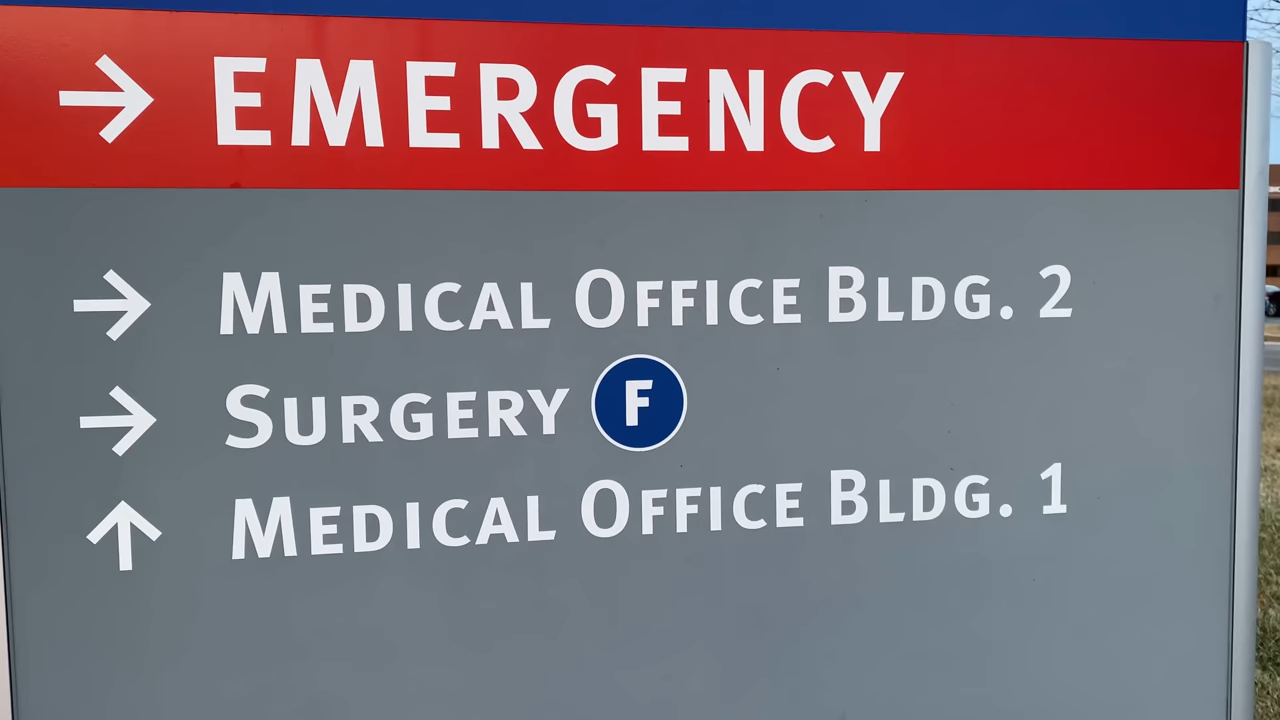 → EMERGENCY
→ MEDICAL OFFICE BLDG. 2
→ SURGERY F
↑ MEDICAL OFFICE BLDG. 1